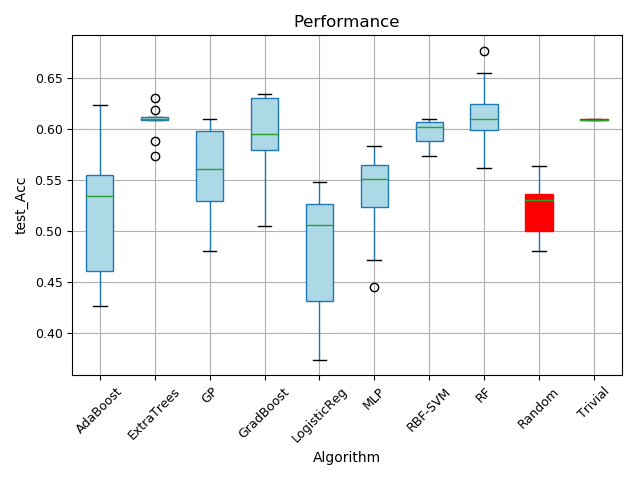 Performance
test_Acc
0.65
0.60
0.55
0.50
0.45
0.40
AdaBoost
ExtraTrees
GP
GradBoost
LogisticReg
MLP
RBF-SVM
RF
Random
Trivial
Algorithm